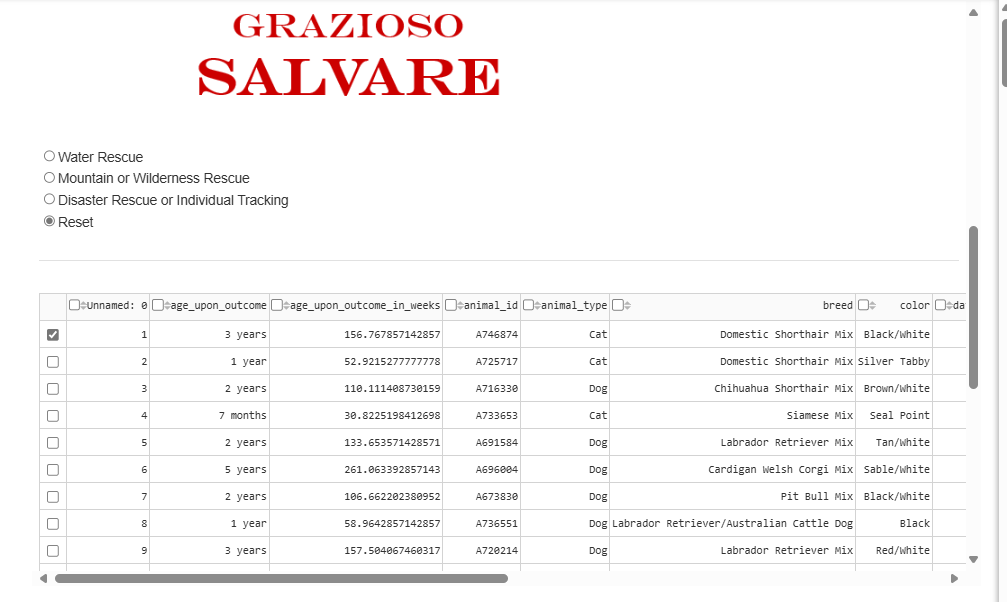 GRAZIOSO
SALVARE
Water Rescue
Mountain or Wilderness Rescue
Disaster Rescue or Individual Tracking
Reset
Unnamed: 0 age_upon_outcome age_upon_outcome_in_weeks animal_id animal_type breed color da
1 3 years 156.767857142857 A746874 Cat Domestic Shorthair Mix Black/White
2 1 year 52.9215277777778 A725717 Cat Domestic Shorthair Mix Silver Tabby
3 2 years 110.111408730159 A716330 Dog Chihuahua Shorthair Mix Brown/White
4 7 months 30.8225198412698 A733653 Cat Siamese Mix Seal Point
5 2 years 133.653571428571 A691584 Dog Labrador Retriever Mix Tan/White
6 5 years 261.063392857143 A696004 Dog Cardigan Welsh Corgi Mix Sable/White
7 2 years 106.662202380952 A673830 Dog Pit Bull Mix Black/White
8 1 year 58.9642857142857 A736551 Dog Labrador Retriever/Australian Cattle Dog Black
9 3 years 157.504067460317 A720214 Dog Labrador Retriever Mix Red/White